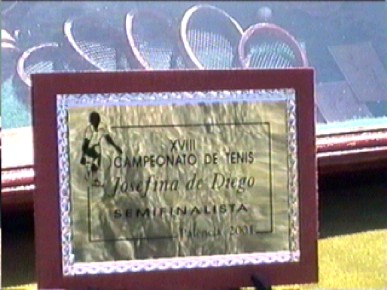 XVIII
CAMPEONATO DE TENIS
Josefina de Diego
SEMIFINALISTA
Palencia 2001